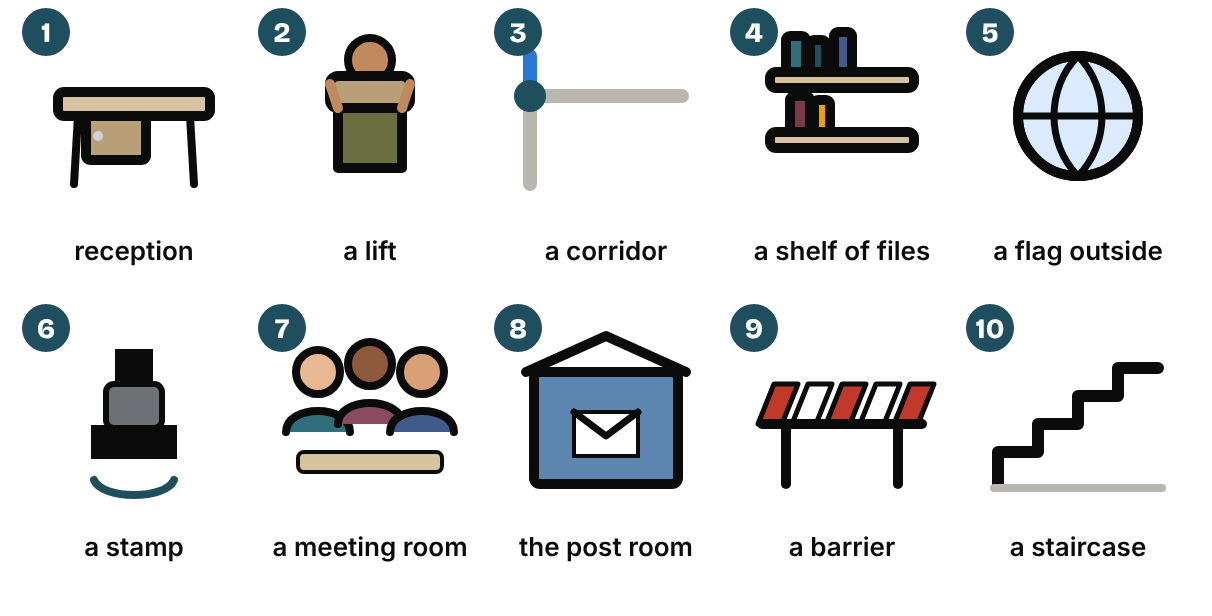 1
reception
2
a lift
3
a corridor
4
a shelf of files
5
a flag outside
6
a stamp
7
a meeting room
8
the post room
9
a barrier
10
a staircase